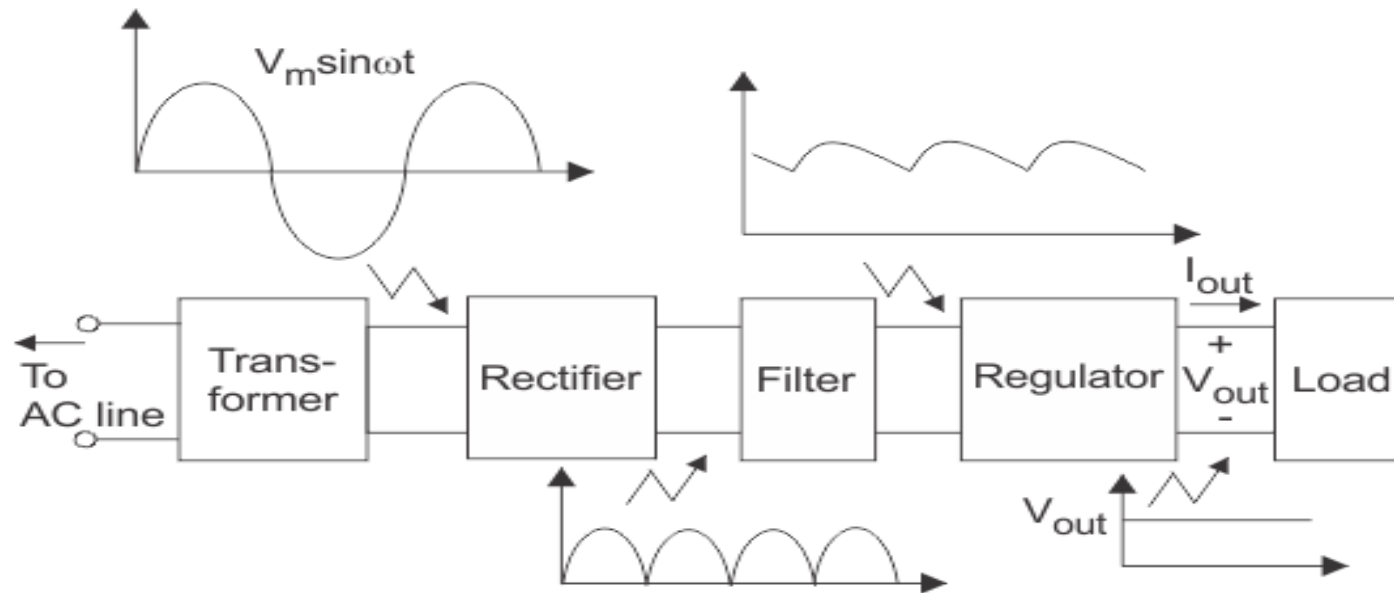 Vmsinωt
Iout
Trans-
former
Rectifier
Filter
Regulator
+
Vout
-
Load
To
AC line
Vout